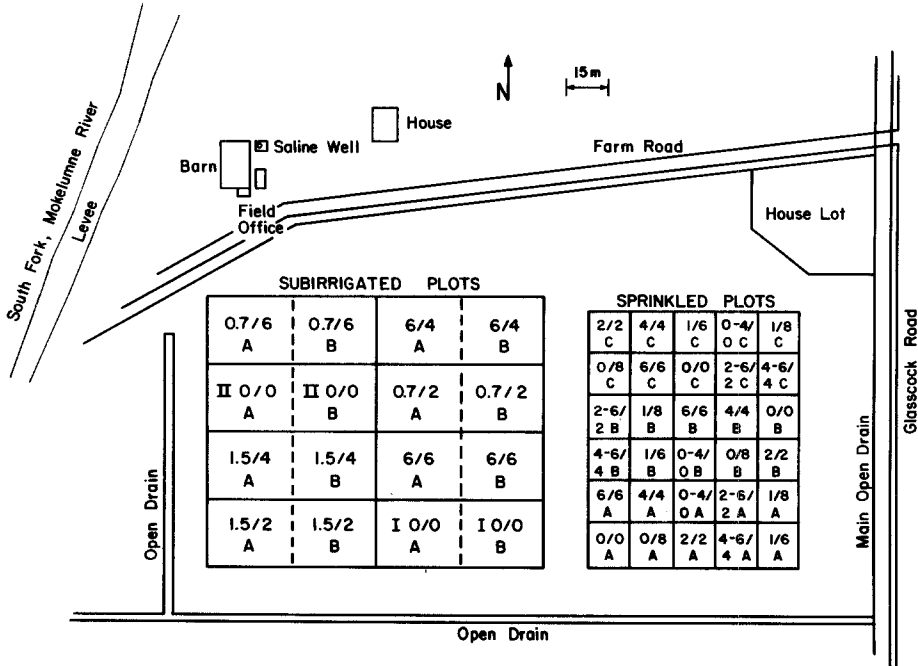 South Fork, Mokelumne River
Levee
N
15m
House
Saline Well
Barn
Farm Road
Field
Office
House Lot
SUBIRRIGATED PLOTS
0.7/6 0.7/6 6/4 6/4
A B A B
II 0/0 II 0/0 0.7/2 0.7/2
A B A B
1.5/4 1.5/4 6/6 6/6
A B A B
1.5/2 1.5/2 I 0/0 I 0/0
A B A B
SPRINKLED PLOTS
2/2 4/4 1/6 0-4/ 1/8
C C C 0 C C
0/8 6/6 0/0 2-6/ 4-6/
C C C 2 C 4 C
2-6/ 1/8 6/6 4/4 0/0
2 B B B B B
4-6/ 1/6 0-4/ 0/8 2/2
4 B B 0 B B B
6/6 4/4 0-4/ 2-6/ 1/8
A A 0 A 2 A A
0/0 0/8 2/2 4-6/ 1/6
A A A 4 A A
Open Drain
Main Open Drain
Glasscock Road
Open Drain